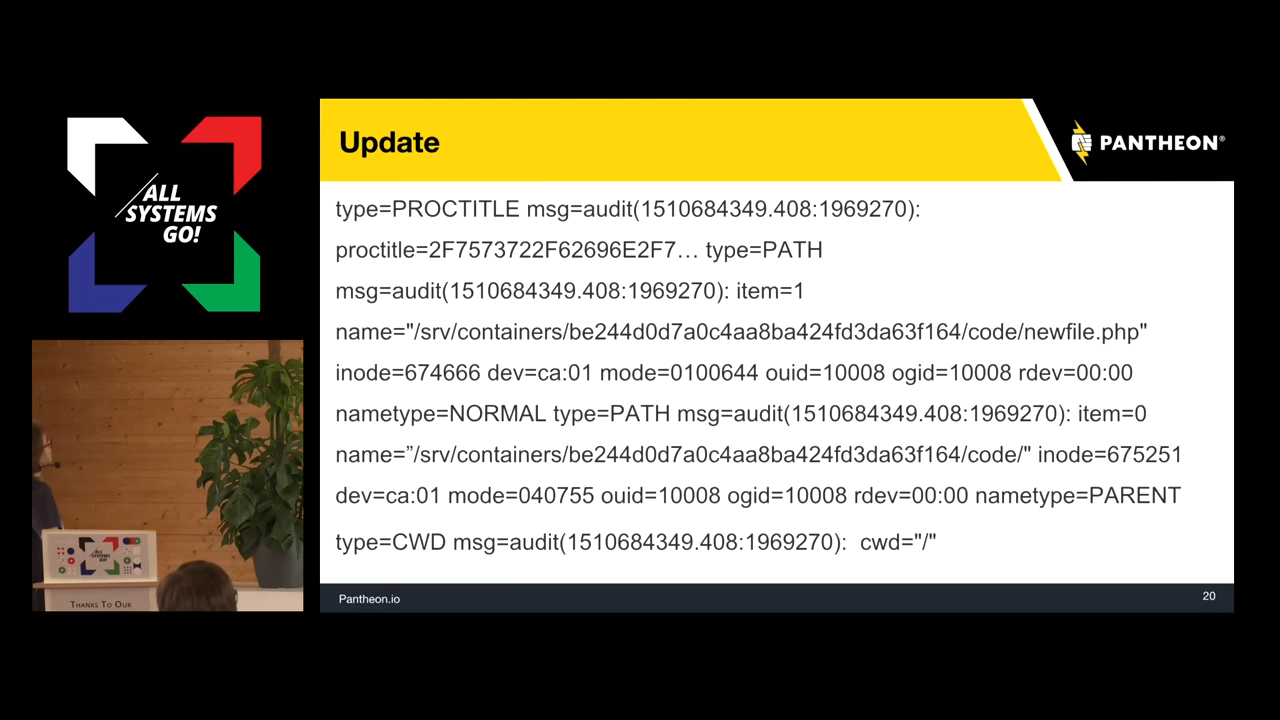 ALL
SYSTEMS
GO!
Update
PANTHEON®
type=PROCTITLE msg=audit(1510684349.408:1969270):
proctitle=2F7573722F62696E2F7… type=PATH
msg=audit(1510684349.408:1969270): item=1
name="/srv/containers/be244d0d7a0c4aa8ba424fd3da63f164/code/newfile.php"
inode=674666 dev=ca:01 mode=0100644 ouid=10008 ogid=10008 rdev=00:00
nametype=NORMAL type=PATH msg=audit(1510684349.408:1969270): item=0
name=”/srv/containers/be244d0d7a0c4aa8ba424fd3da63f164/code/" inode=675251
dev=ca:01 mode=040755 ouid=10008 ogid=10008 rdev=00:00 nametype=PARENT
type=CWD msg=audit(1510684349.408:1969270):  cwd="/"
Pantheon.io
20
ALL
SYSTEMS
GO!
THANKS TO OUR